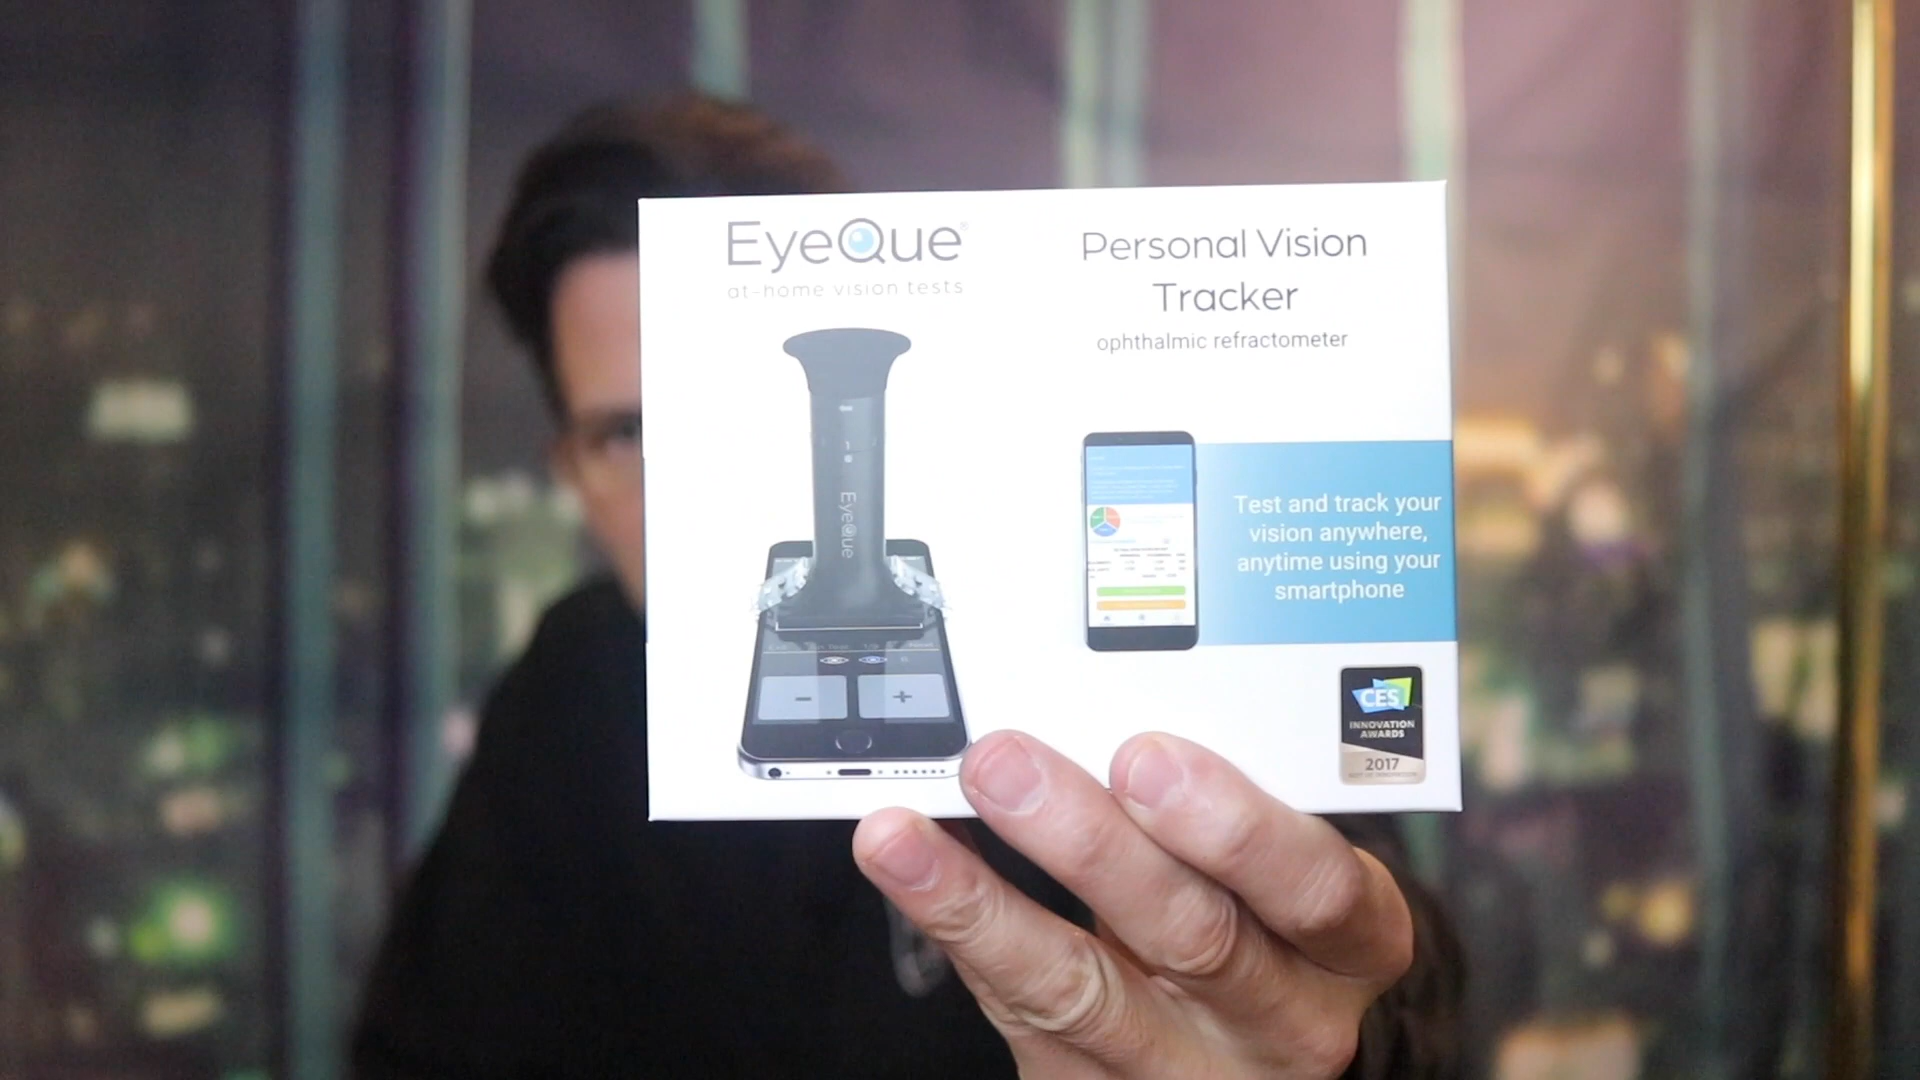 EyeQue®
at-home vision tests
Personal Vision
Tracker
ophthalmic refractometer
EyeQue
Test and track your
vision anywhere,
anytime using your
smartphone
− +
CES
INNOVATION
AWARDS
2017